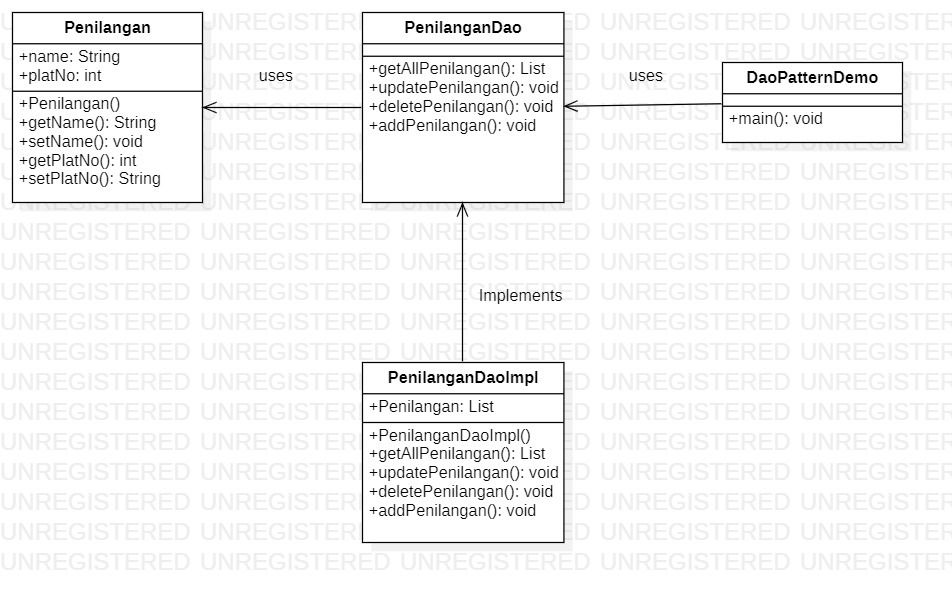 Penilangan
+name: String
+platNo: int
+Penilangan()
+getName(): String
+setName(): void
+getPlatNo(): int
+setPlatNo(): String
uses
PenilanganDao
+getAllPenilangan(): List
+updatePenilangan(): void
+deletePenilangan(): void
+addPenilangan(): void
uses
DaoPatternDemo
+main(): void
Implements
PenilanganDaoImpl
+Penilangan: List
+PenilanganDaoImpl()
+getAllPenilangan(): List
+updatePenilangan(): void
+deletePenilangan(): void
+addPenilangan(): void
UNREGISTERED